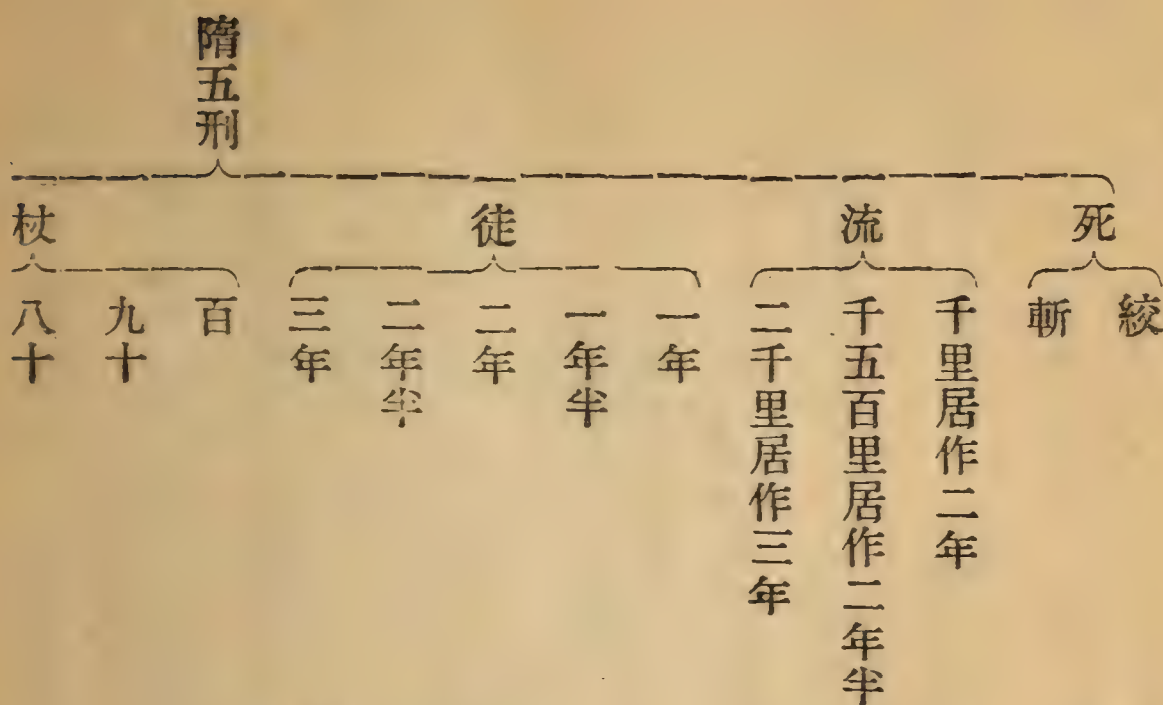 隋五刑
死
絞
斬
流
千里居作二年
千五百里居作二年半
二千里居作三年
徒
一年
一年半
二年
二年半
三年
杖
百
九十
八十